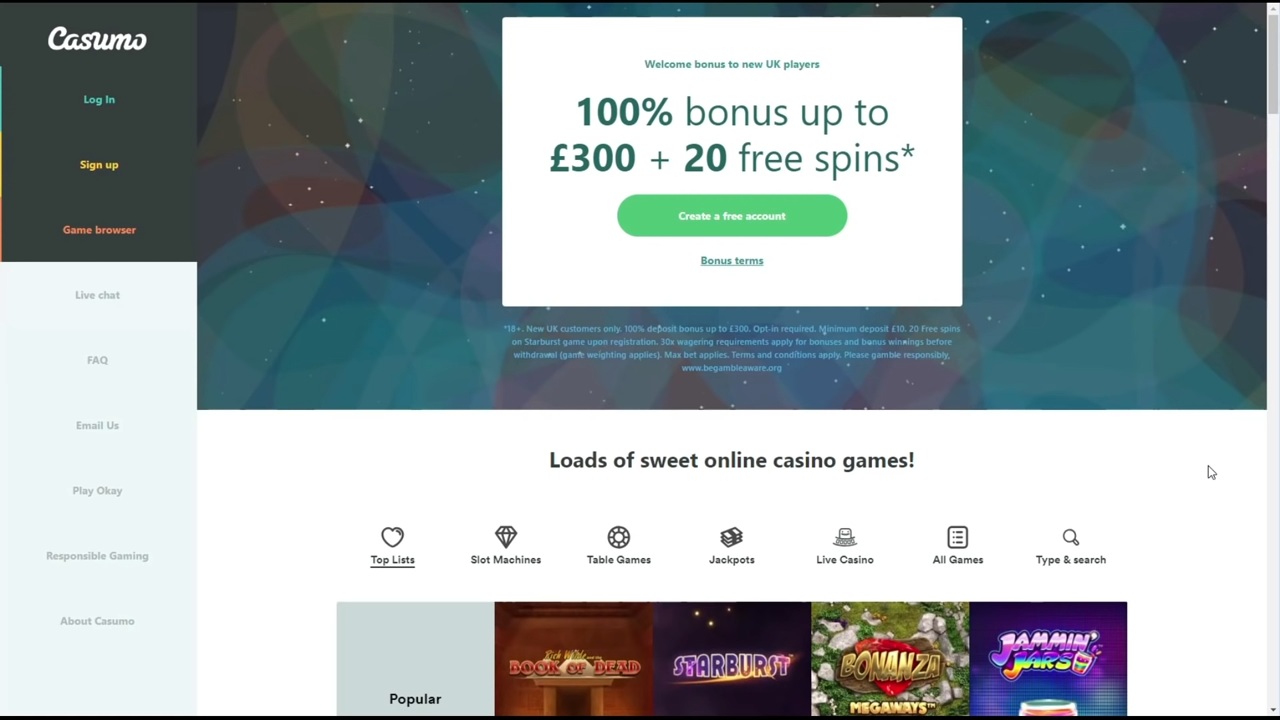 Casumo
Log In
Sign up
Game browser
Live chat
FAQ
Email Us
Play Okay
Responsible Gaming
About Casumo
Welcome bonus to new UK players
100% bonus up to
£300 + 20 free spins*
Create a free account
Bonus terms
*18+. New UK customers only. 100% deposit bonus up to £300. Opt-in required. Minimum deposit £10. 20 Free spins
on Starburst game upon registration. 30x wagering requirements apply for bonuses and bonus winnings before
withdrawal (game weighting applies). Max bet applies. Terms and conditions apply. Please gamble responsibly,
www.begambleaware.org
Loads of sweet online casino games!
Top Lists
Slot Machines
Table Games
Jackpots
Live Casino
All Games
Type & search
Popular
Rich Wilde and the
BOOK OF DEAD
STARBURST
BONANZA
MEGAWAYS™
JAMMIN'
JARS